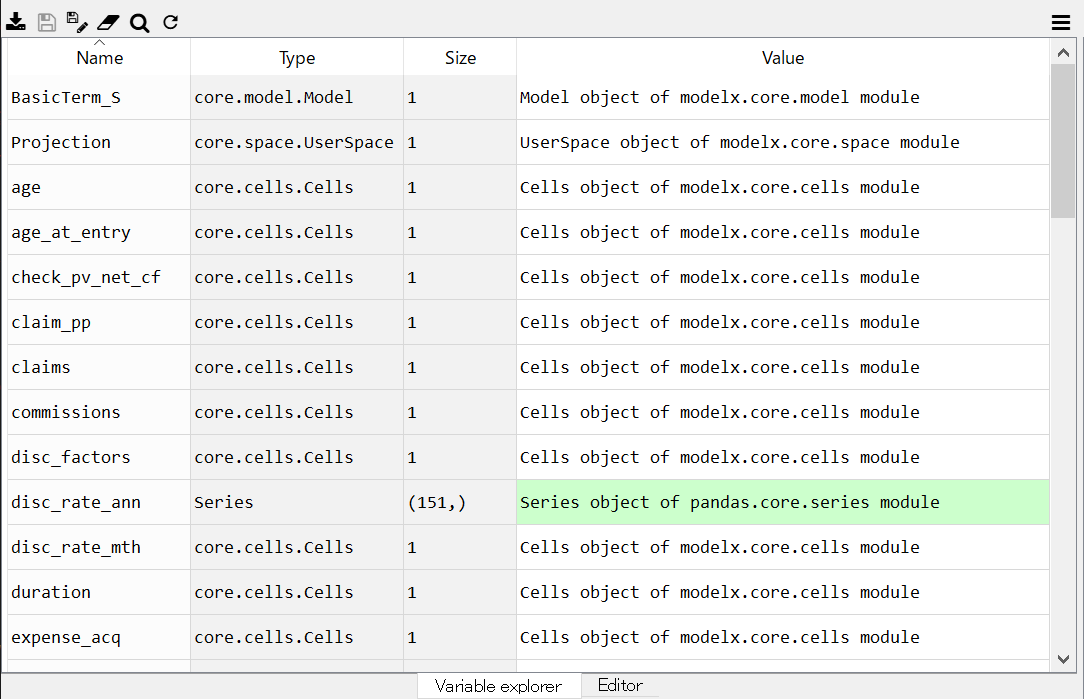 Name Type Size Value
BasicTerm_S core.model.Model 1 Model object of modelx.core.model module
Projection core.space.UserSpace 1 UserSpace object of modelx.core.space module
age core.cells.Cells 1 Cells object of modelx.core.cells module
age_at_entry core.cells.Cells 1 Cells object of modelx.core.cells module
check_pv_net_cf core.cells.Cells 1 Cells object of modelx.core.cells module
claim_pp core.cells.Cells 1 Cells object of modelx.core.cells module
claims core.cells.Cells 1 Cells object of modelx.core.cells module
commissions core.cells.Cells 1 Cells object of modelx.core.cells module
disc_factors core.cells.Cells 1 Cells object of modelx.core.cells module
disc_rate_ann Series (151,) Series object of pandas.core.series module
disc_rate_mth core.cells.Cells 1 Cells object of modelx.core.cells module
duration core.cells.Cells 1 Cells object of modelx.core.cells module
expense_acq core.cells.Cells 1 Cells object of modelx.core.cells module
Variable explorer Editor